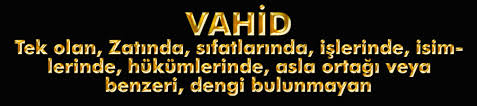 VAHİD
Tek olan, Zatında, sıfatlarında, işlerinde, isim-
lerinde, hükümlerinde, asla ortağı veya
benzeri, dengi bulunmayan